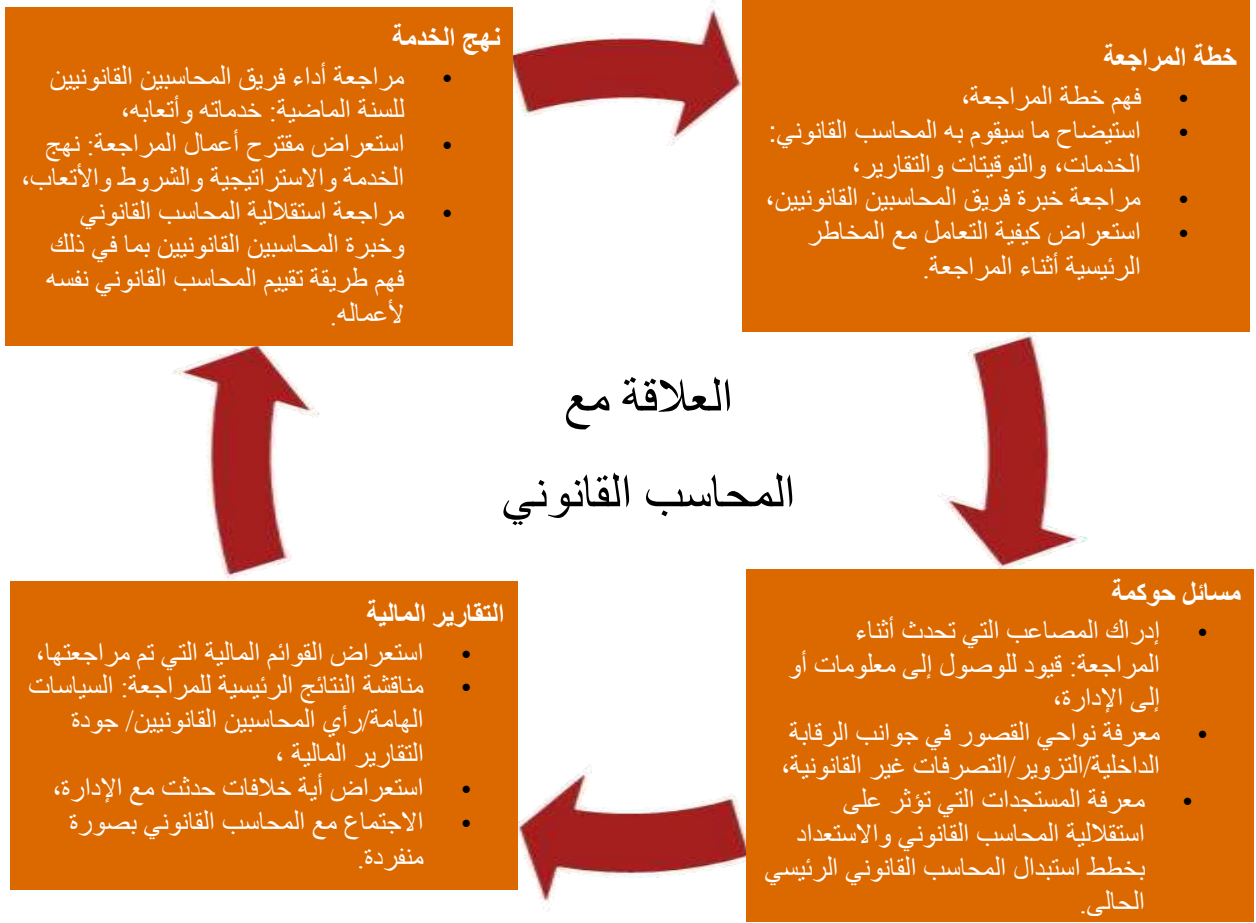 نهج الخدمة
• مراجعة أداء فريق المحاسبين القانونيين
للسنة الماضية: خدماته وأتعابه،
• استعراض مقترح أعمال المراجعة: نهج
الخدمة والاستراتيجية والشروط والأتعاب،
• مراجعة استقلالية المحاسب القانوني
وخبرة المحاسبين القانونيين بما في ذلك
فهم طريقة تقييم المحاسب القانوني نفسه
لأعماله.
خطة المراجعة
• فهم خطة المراجعة،
• استيضاح ما سيقوم به المحاسب القانوني:
الخدمات، والتوقيتات والتقارير،
• مراجعة خبرة فريق المحاسبين القانونيين،
• استعراض كيفية التعامل مع المخاطر
الرئيسية أثناء المراجعة.
العلاقة مع
المحاسب القانوني
مسائل حوكمة
• إدراك المصاعب التي تحدث أثناء
المراجعة: قيود للوصول إلى معلومات أو
إلى الإدارة،
• معرفة نواحي القصور في جوانب الرقابة
الداخلية/التزوير/التصرفات غير القانونية،
• معرفة المستجدات التي تؤثر على
استقلالية المحاسب القانوني والاستعداد
بخطط استبدال المحاسب القانوني الرئيسي
الحالي.
التقارير المالية
• استعراض القوائم المالية التي تم مراجعتها،
• مناقشة النتائج الرئيسية للمراجعة: السياسات
الهامة/رأي المحاسبين القانونيين/ جودة
التقارير المالية ،
• استعراض أية خلافات حدثت مع الإدارة،
• الاجتماع مع المحاسب القانوني بصورة
منفردة.